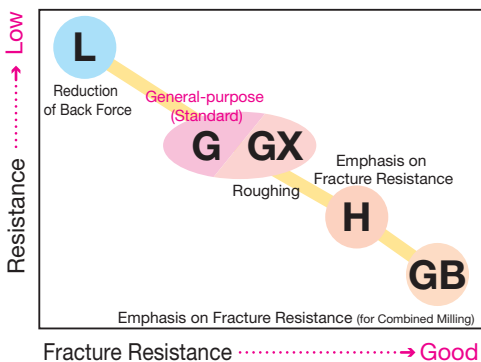 Low
Resistance
L
Reduction
of Back Force
General-purpose
(Standard)
G GX
Roughing
Emphasis on
Fracture Resistance
H
GB
Emphasis on Fracture Resistance (for Combined Milling)
Fracture Resistance Good